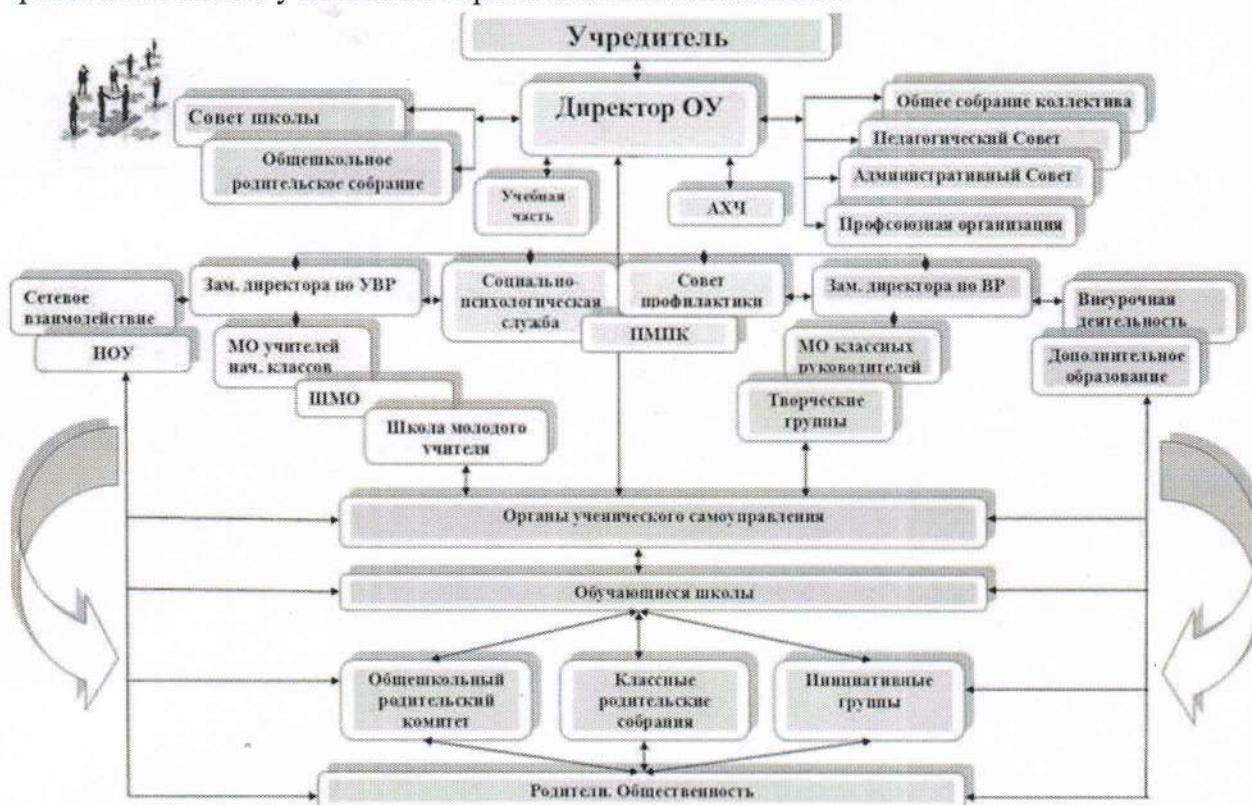 Учредитель
Директор ОУ
Совет школы
Общешкольное
родительское собрание
Общее собрание коллектива
Педагогический Совет
Административный Совет
Профсоюзная организация
Учебная
часть
АХЧ
Сетевое
взаимодействие
НОУ
Зам. директора по УВР
Социально-
психологическая
служба
Совет
профилактики
ПМПК
Зам. директора по ВР
Внеурочная
деятельность
Дополнительное
образование
МО учителей
нач. классов
ШМО
Школа молодого
учителя
МО классных
руководителей
Творческие
группы
Органы ученического самоуправления
Обучающиеся школы
Общешкольный
родительский
комитет
Классные
родительские
собрания
Инициативные
группы
Родители. Общественность